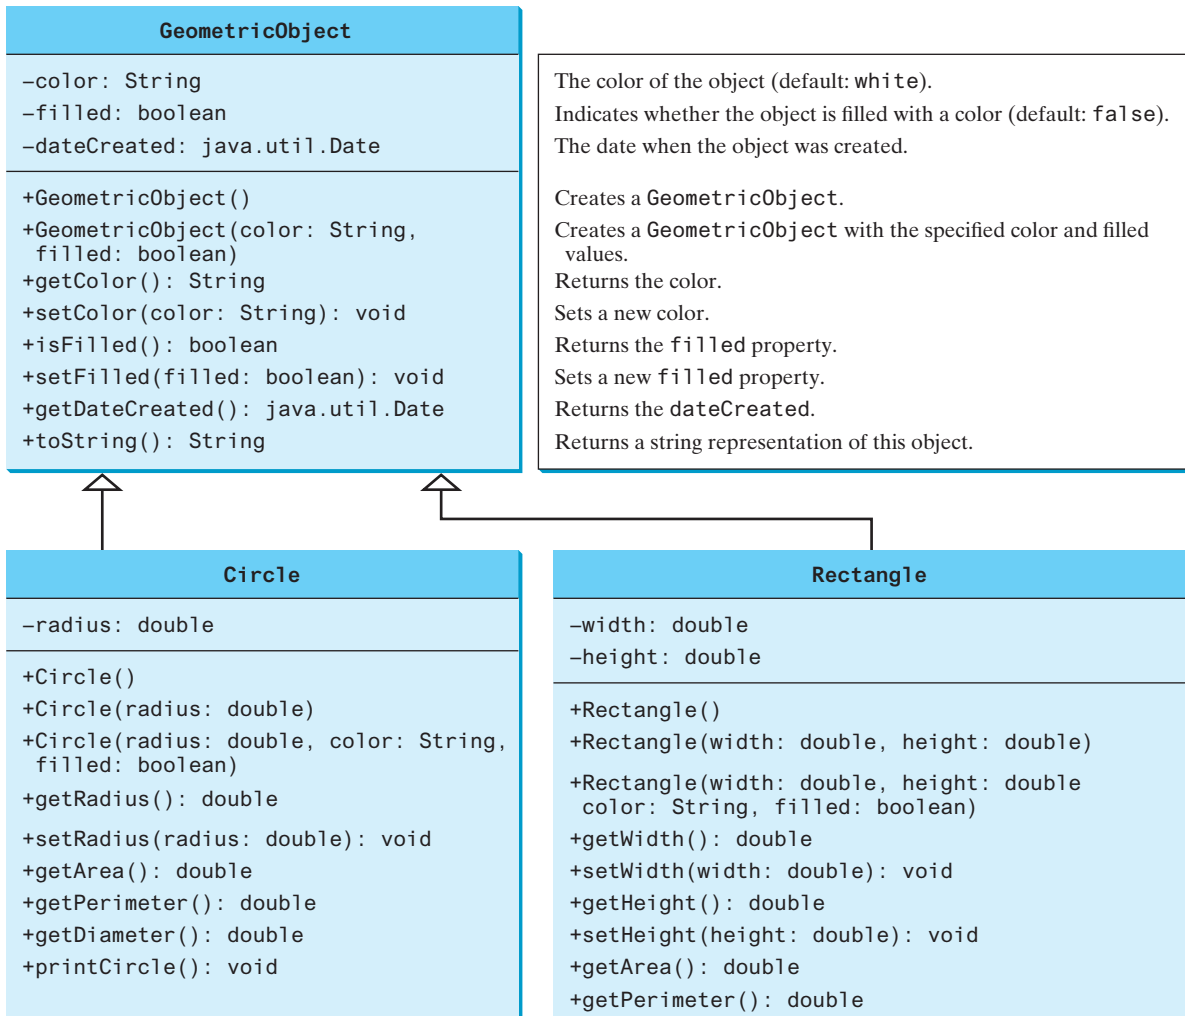 GeometricObject
–color: String
–filled: boolean
–dateCreated: java.util.Date
+GeometricObject()
+GeometricObject(color: String,
filled: boolean)
+getColor(): String
+setColor(color: String): void
+isFilled(): boolean
+setFilled(filled: boolean): void
+getDateCreated(): java.util.Date
+toString(): String
The color of the object (default: white).
Indicates whether the object is filled with a color (default: false).
The date when the object was created.
Creates a GeometricObject.
Creates a GeometricObject with the specified color and filled
values.
Returns the color.
Sets a new color.
Returns the filled property.
Sets a new filled property.
Returns the dateCreated.
Returns a string representation of this object.
Circle
–radius: double
+Circle()
+Circle(radius: double)
+Circle(radius: double, color: String,
filled: boolean)
+getRadius(): double
+setRadius(radius: double): void
+getArea(): double
+getPerimeter(): double
+getDiameter(): double
+printCircle(): void
Rectangle
–width: double
–height: double
+Rectangle()
+Rectangle(width: double, height: double)
+Rectangle(width: double, height: double
color: String, filled: boolean)
+getWidth(): double
+setWidth(width: double): void
+getHeight(): double
+setHeight(height: double): void
+getArea(): double
+getPerimeter(): double